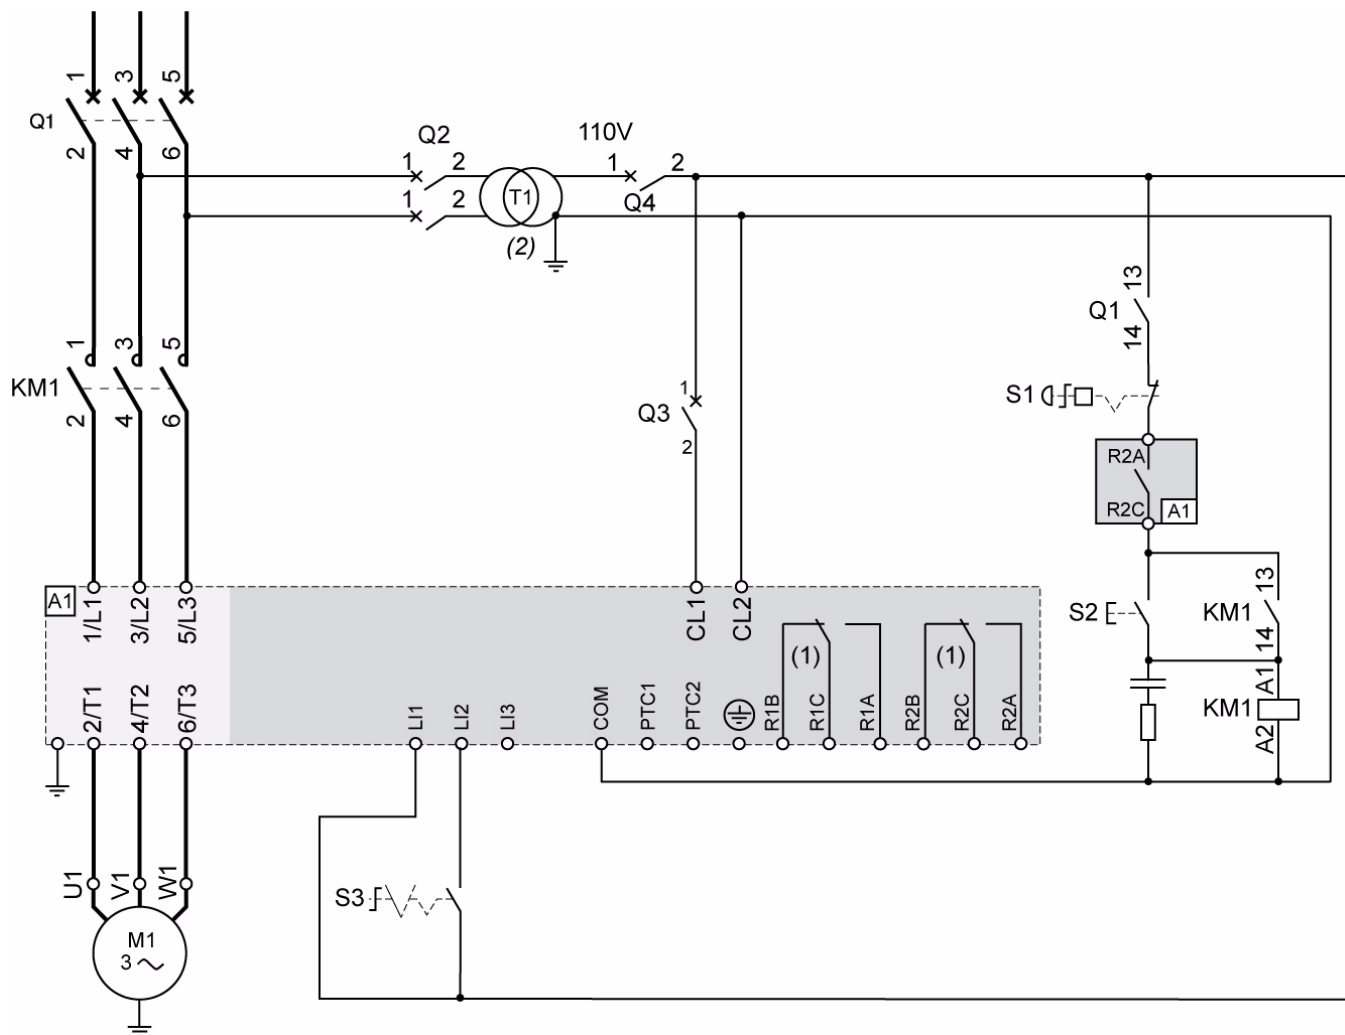 1 3 5
Q1
2 4 6
Q2
1 2
1
T1
(2)
110V
1 2
Q4
13
Q1
14
1 3 5
KM1
2 4 6
1
Q3
2
S1
R2A
R2C A1
A1
1/L1 3/L2 5/L3
CL1 CL2
S2
13
KM1
14
(1) (1)
2/T1 4/T2 6/T3
LI1 LI2 LI3
COM PTC1 PTC2 R1B R1C R1A R2B R2C R2A
A1
KM1
A2
U1 V1 W1
S3
M1
3